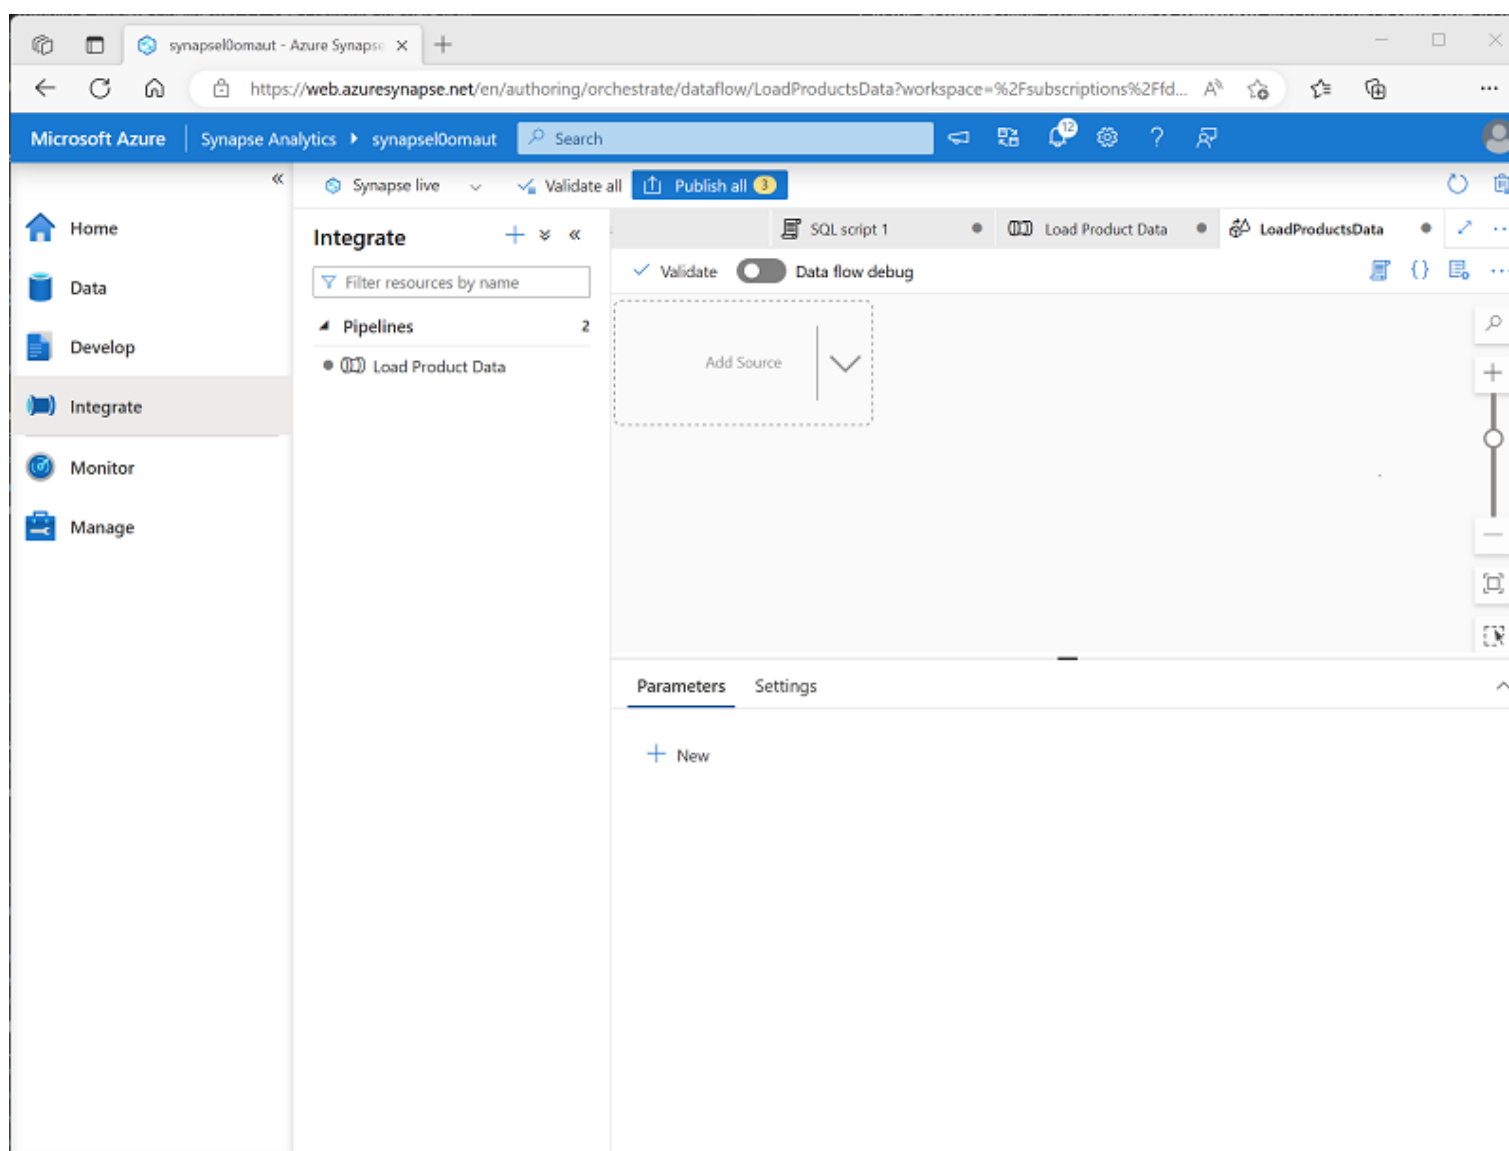 synapsel0omaut - Azure Synapse
https://web.azuresynapse.net/en/authoring/orchestrate/dataflow/LoadProductsData?workspace=%2Fsubscriptions%2Ffd...
Microsoft Azure
Synapse Analytics
synapsel0omaut
Search
12
Synapse live
Validate all
Publish all
3
Home
Data
Develop
Integrate
Monitor
Manage
Integrate
Filter resources by name
Pipelines
2
Load Product Data
SQL script 1
Load Product Data
LoadProductsData
Validate
Data flow debug
Add Source
Parameters
Settings
New